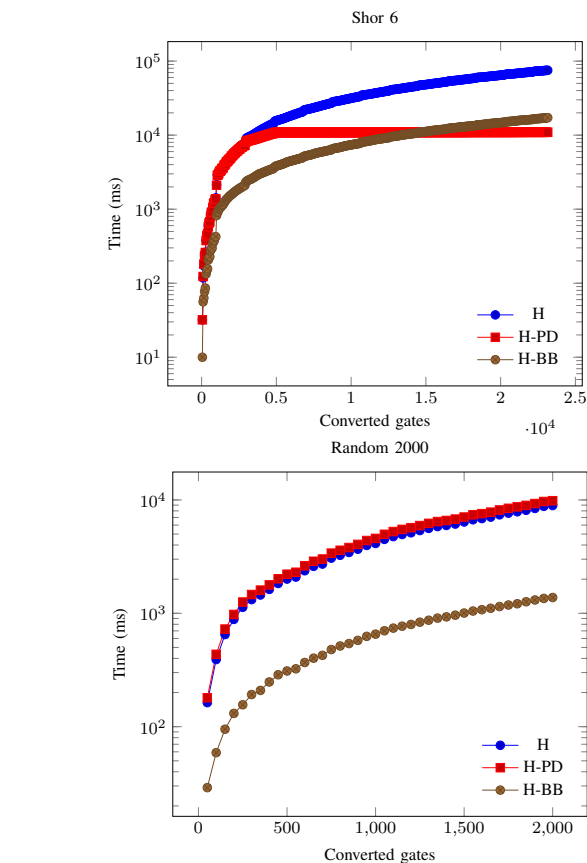 Shor 6
10^5
10^4
10^3
10^2
10^1
Time (ms)
H
H-PD
H-BB
0 0.5 1 1.5 2 2.5
Converted gates
·10^4
Random 2000
10^4
10^3
10^2
Time (ms)
H
H-PD
H-BB
0 500 1,000 1,500 2,000
Converted gates